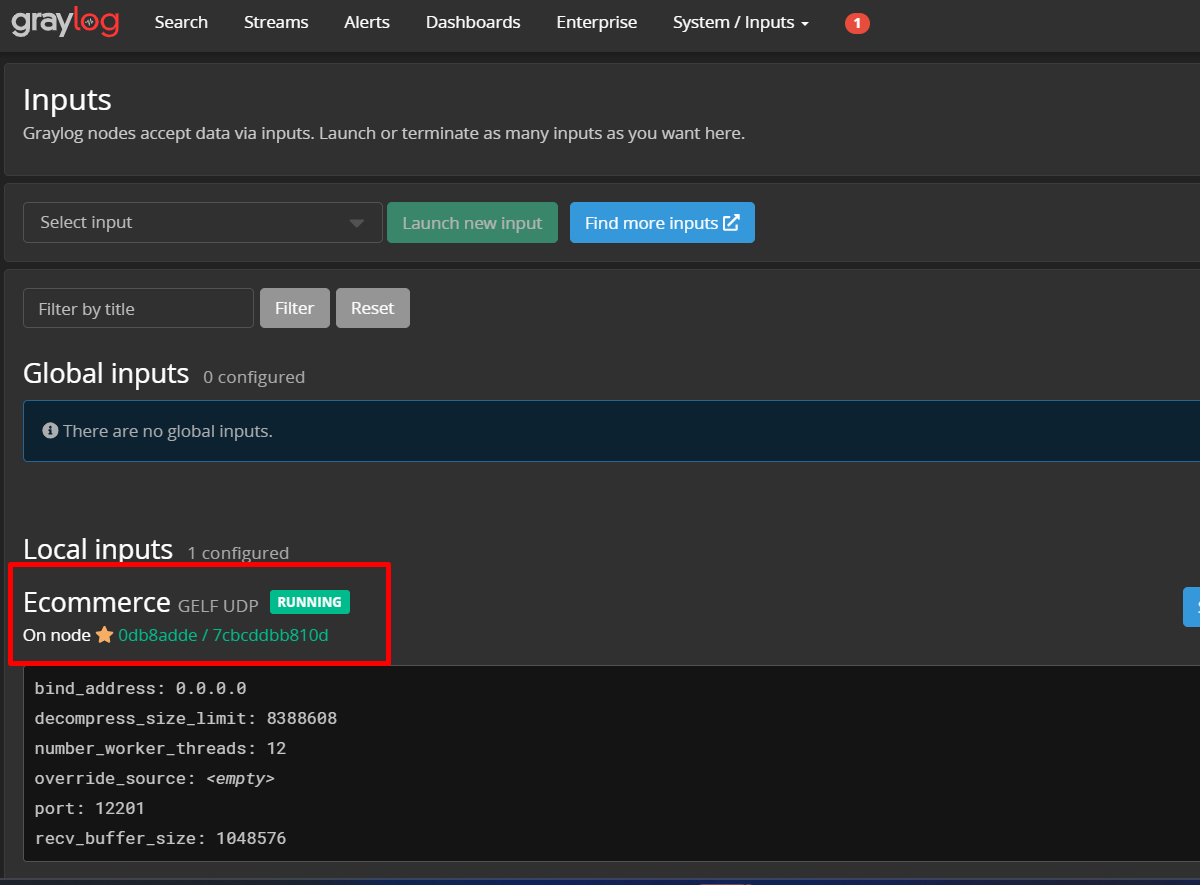 graylog Search Streams Alerts Dashboards Enterprise System / Inputs 1
Inputs
Graylog nodes accept data via inputs. Launch or terminate as many inputs as you want here.
Select input Launch new input Find more inputs
Filter by title Filter Reset
Global inputs 0 configured
There are no global inputs.
Local inputs 1 configured
Ecommerce GELF UDP RUNNING
On node 0db8adde / 7cbcddbb810d
bind_address: 0.0.0.0
decompress_size_limit: 8388608
number_worker_threads: 12
override_source: <empty>
port: 12201
recv_buffer_size: 1048576